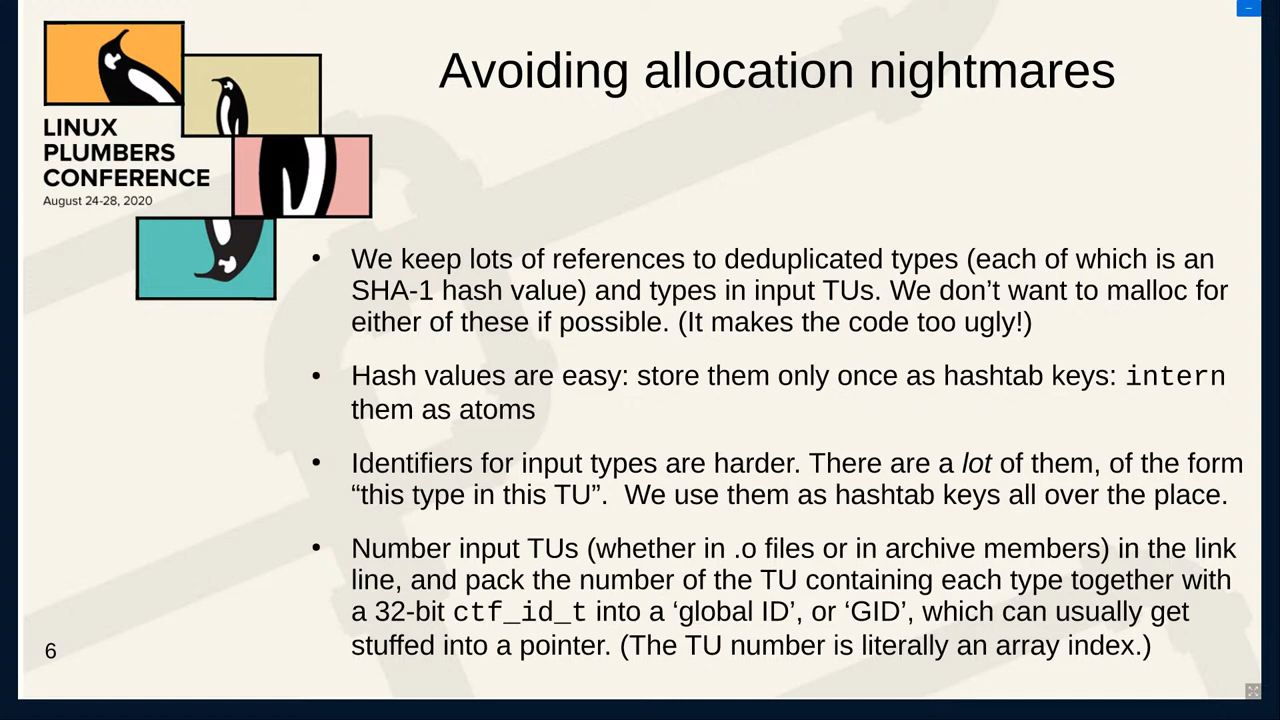 Avoiding allocation nightmares
LINUX
PLUMBERS
CONFERENCE
August 24-28, 2020
• We keep lots of references to deduplicated types (each of which is an
SHA-1 hash value) and types in input TUs. We don’t want to malloc for
either of these if possible. (It makes the code too ugly!)
• Hash values are easy: store them only once as hashtab keys: intern
them as atoms
• Identifiers for input types are harder. There are a lot of them, of the form
“this type in this TU”.  We use them as hashtab keys all over the place.
• Number input TUs (whether in .o files or in archive members) in the link
line, and pack the number of the TU containing each type together with
a 32-bit ctf_id_t into a ‘global ID’, or ‘GID’, which can usually get
stuffed into a pointer. (The TU number is literally an array index.)
6